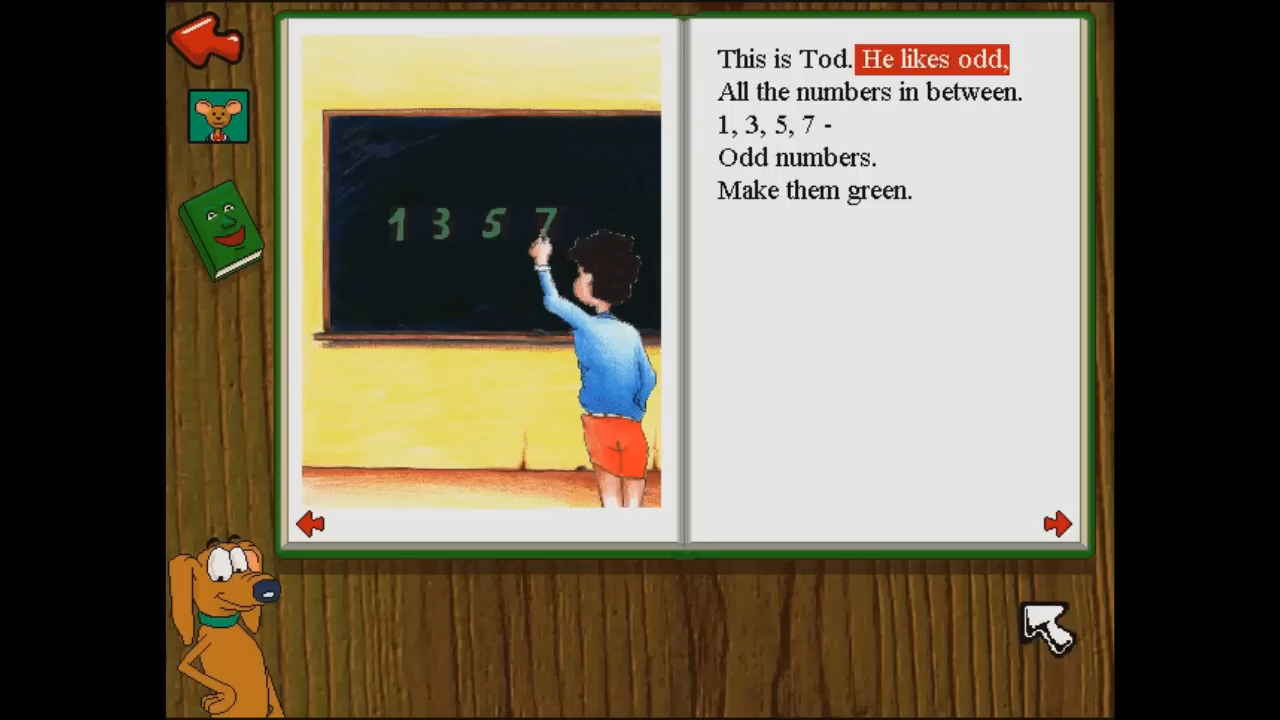 1 3 5 7
This is Tod. He likes odd,
All the numbers in between.
1, 3, 5, 7 -
Odd numbers.
Make them green.